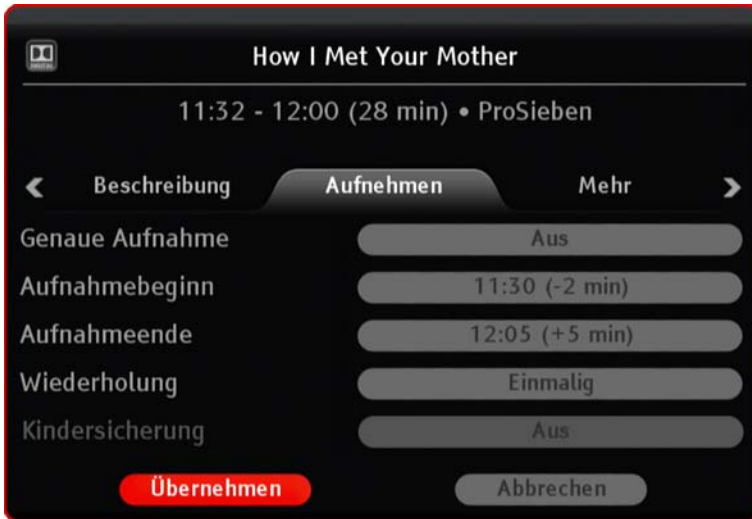 How I Met Your Mother
11:32 - 12:00 (28 min) • ProSieben
Beschreibung Aufnehmen Mehr
Genaue Aufnahme Aus
Aufnahmebeginn 11:30 (-2 min)
Aufnahmeende 12:05 (+5 min)
Wiederholung Einmalig
Kindersicherung Aus
Übernehmen Abbrechen